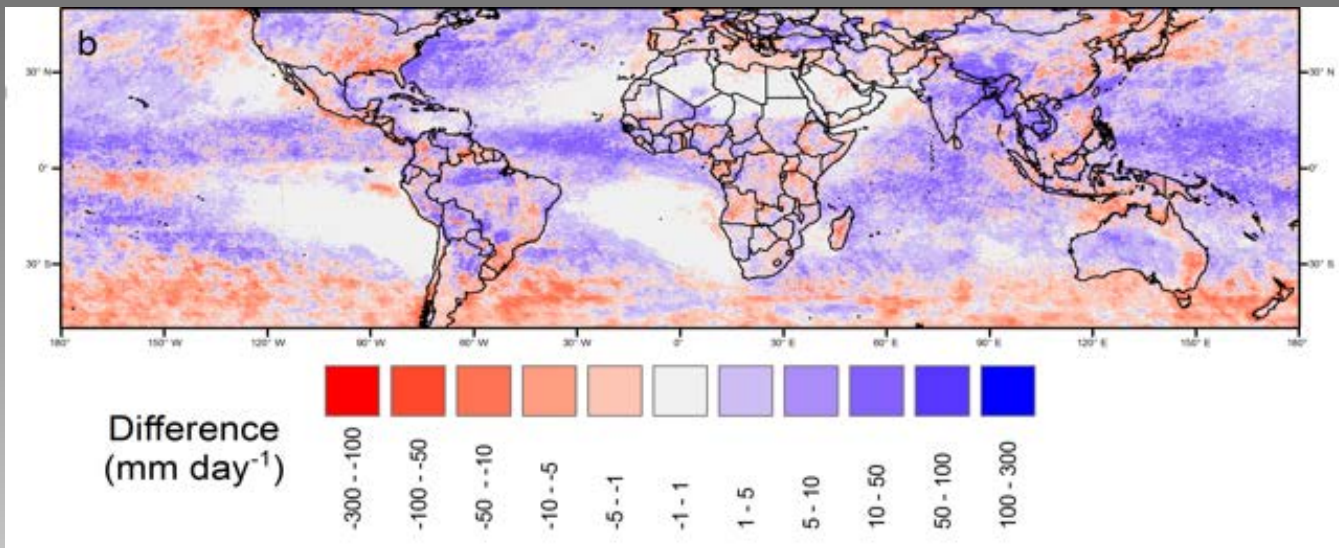 b
30° N
30° N
0°
0°
30° S
30° S
180°
150° W
120° W
90° W
60° W
30° W
0°
30° E
60° E
90° E
120° E
150° E
180°
Difference
(mm day-1)
-300 - -100
-100 - -50
-50 - -10
-10 - -5
-5 - -1
-1 - 1
1 - 5
5 - 10
10 - 50
50 - 100
100 - 300